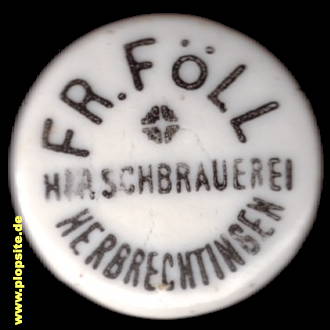 FR. FÖLL
HIRSCHBRAUEREI
HERBRECHTINGEN
www.plopsite.de